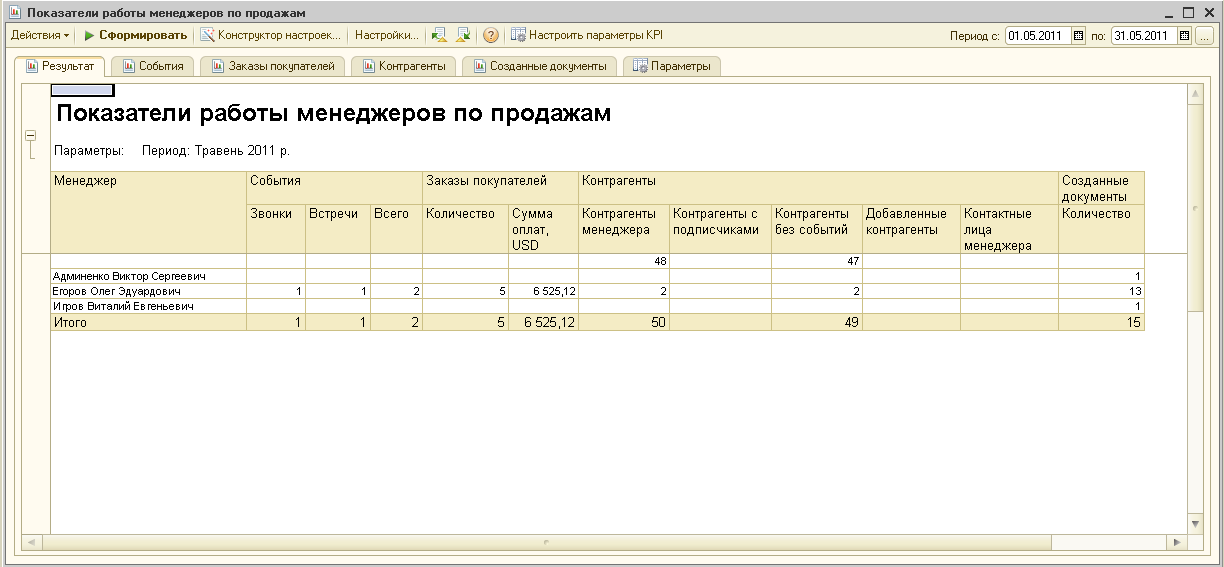 Показатели работы менеджеров по продажам
Действия Сформировать Конструктор настроек... Настройки... ? Настроить параметры KPI Период с: 01.05.2011 по: 31.05.2011 ...
Результат События Заказы покупателей Контрагенты Созданные документы Параметры
Показатели работы менеджеров по продажам
Параметры: Период: Травень 2011 р.
Менеджер События Заказы покупателей Контрагенты Созданные документы
Звонки Встречи Всего Количество Сумма оплат, USD Контрагенты менеджера Контрагенты с подписчиками Контрагенты без событий Добавленные контрагенты Контактные лица менеджера Количество
48 47
Админенко Виктор Сергеевич 1
Егоров Олег Эдуардович 1 1 2 5 6 525,12 2 2 13
Игров Виталий Евгеньевич 1
Итого 1 1 2 5 6 525,12 50 49 15